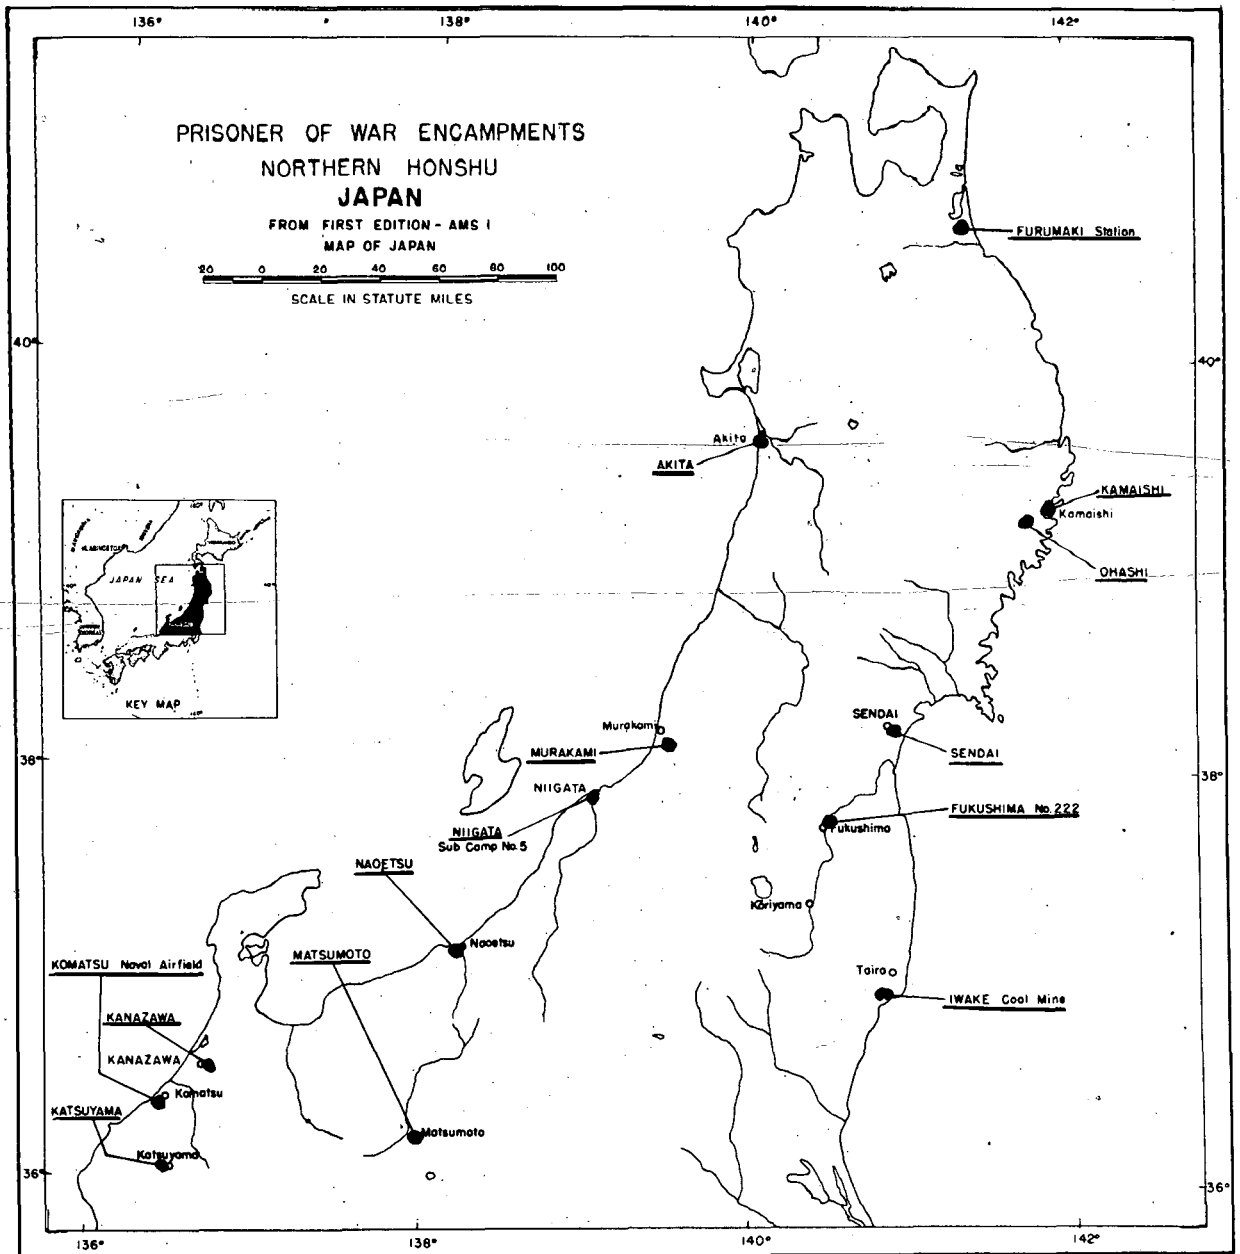 136°
138°
140°
142°
PRISONER OF WAR ENCAMPMENTS
NORTHERN HONSHU
JAPAN
FROM FIRST EDITION - AMS 1
MAP OF JAPAN
20 0 20 40 60 80 100
SCALE IN STATUTE MILES
FURUMAKI Station
40°
40°
Akita
AKITA
KAMAISHI
Kamaishi
OHASHI
JAPAN SEA
KEY MAP
Murakami
MURAKAMI
SENDAI
SENDAI
38°
38°
NIIGATA
NIIGATA
Sub Camp No. 5
FUKUSHIMA No. 222
Fukushima
NAOETSU
Koriyama
Naoetsu
MATSUMOTO
KOMATSU Naval Airfield
Taira
IWAKE Coal Mine
KANAZAWA
KANAZAWA
Komatsu
KATSUYAMA
Matsumoto
Katsuyama
36°
36°
136°
138°
140°
142°